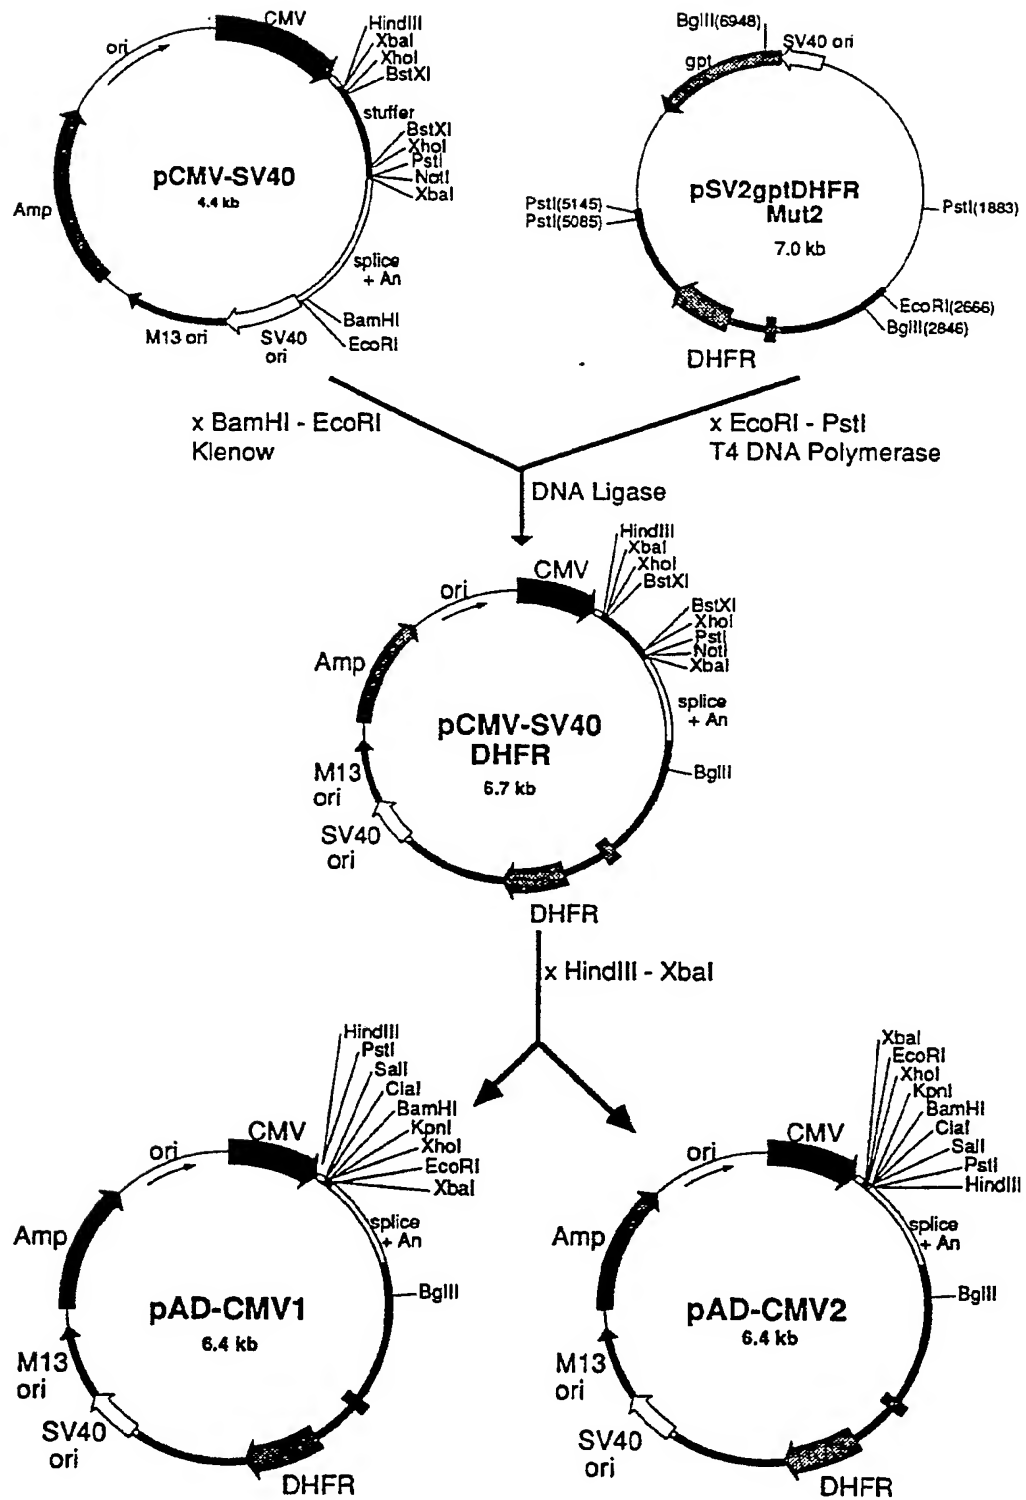 CMV
ori
HindIII
XbaI
XhoI
BstXI
stuffer
BstXI
XhoI
PstI
NotI
XbaI
pCMV-SV40
4.4 kb
Amp
splice
+ An
BamHI
EcoRI
M13 ori
SV40
ori
BglII(6948)
SV40 ori
gpt
pSV2gptDHFR
Mut2
7.0 kb
PstI(5145)
PstI(5085)
PstI(1883)
EcoRI(2666)
BglII(2846)
DHFR
x BamHI - EcoRI
Klenow
x EcoRI - PstI
T4 DNA Polymerase
DNA Ligase
HindIII
XbaI
XhoI
BstXI
CMV
ori
BstXI
XhoI
PstI
NotI
XbaI
Amp
splice
+ An
pCMV-SV40
DHFR
6.7 kb
BglII
M13
ori
SV40
ori
DHFR
x HindIII - XbaI
HindIII
PstI
SalI
ClaI
BamHI
KpnI
XhoI
EcoRI
XbaI
CMV
ori
Amp
splice
+ An
BglII
pAD-CMV1
6.4 kb
M13
ori
SV40
ori
DHFR
XbaI
EcoRI
XhoI
KpnI
BamHI
ClaI
SalI
PstI
HindIII
CMV
ori
Amp
splice
+ An
BglII
pAD-CMV2
6.4 kb
M13
ori
SV40
ori
DHFR